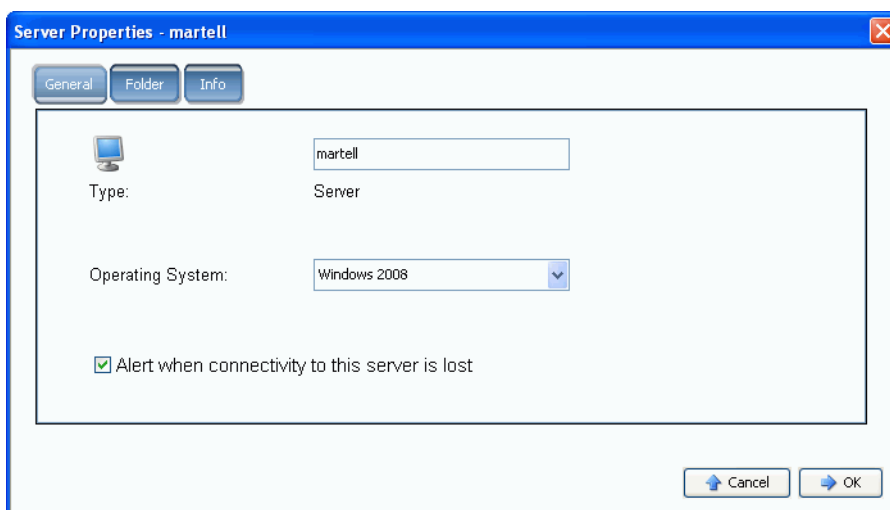 Server Properties - martell
General Folder Info
martell
Type: Server
Operating System: Windows 2008
Alert when connectivity to this server is lost
Cancel OK